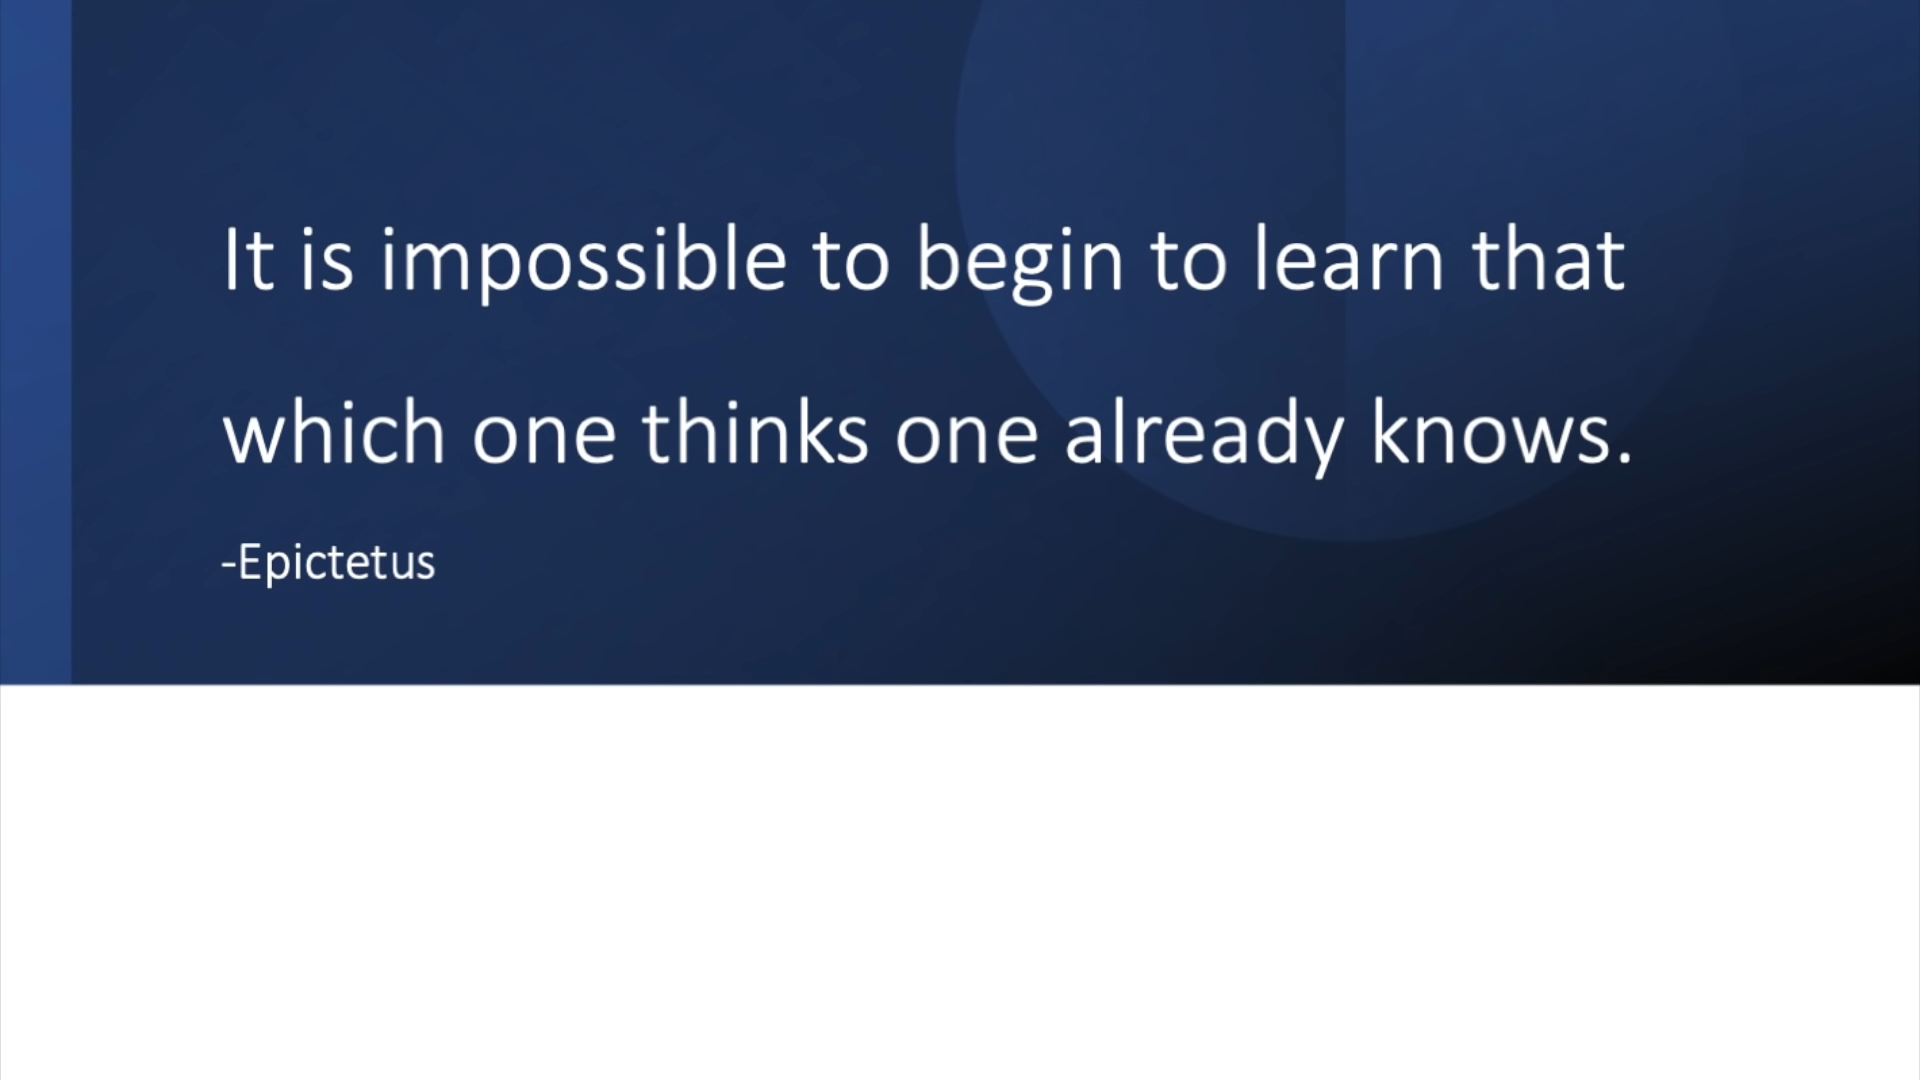 It is impossible to begin to learn that
which one thinks one already knows.
-Epictetus